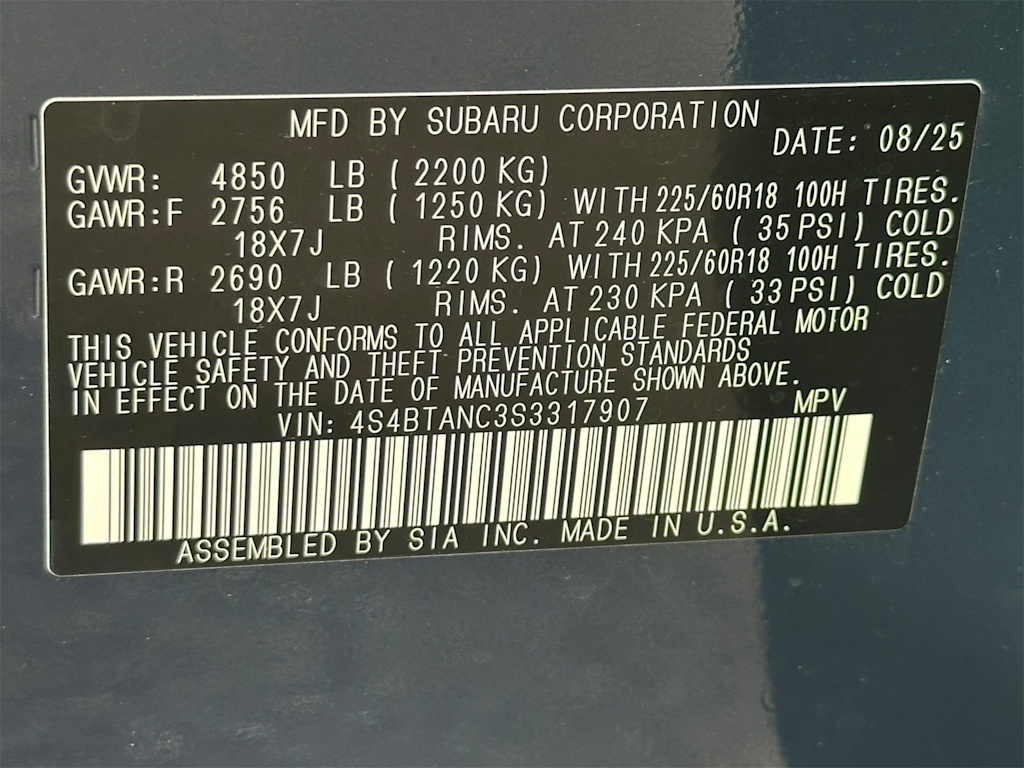 MFD BY SUBARU CORPORATION DATE: 08/25
GVWR: 4850 LB (2200 KG)
GAWR:F 2756 LB (1250 KG) WITH 225/60R18 100H TIRES.
18X7J RIMS. AT 240 KPA (35 PSI) COLD
GAWR:R 2690 LB (1220 KG) WITH 225/60R18 100H TIRES.
18X7J RIMS. AT 230 KPA (33 PSI) COLD
THIS VEHICLE CONFORMS TO ALL APPLICABLE FEDERAL MOTOR
VEHICLE SAFETY AND THEFT PREVENTION STANDARDS
IN EFFECT ON THE DATE OF MANUFACTURE SHOWN ABOVE.
VIN: 4S4BTANC3S3317907 MPV
ASSEMBLED BY SIA INC. MADE IN U.S.A.